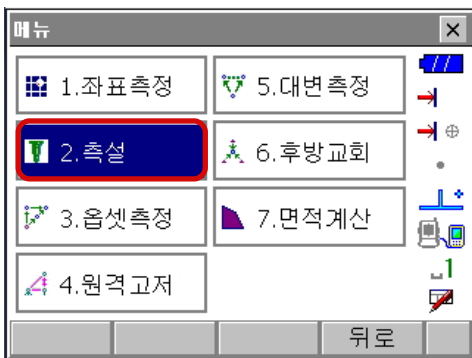 메뉴
1.좌표측정
2.측설
3.옵셋측정
4.원격고저
5.대변측정
6.후방교회
7.면적계산
1
뒤로